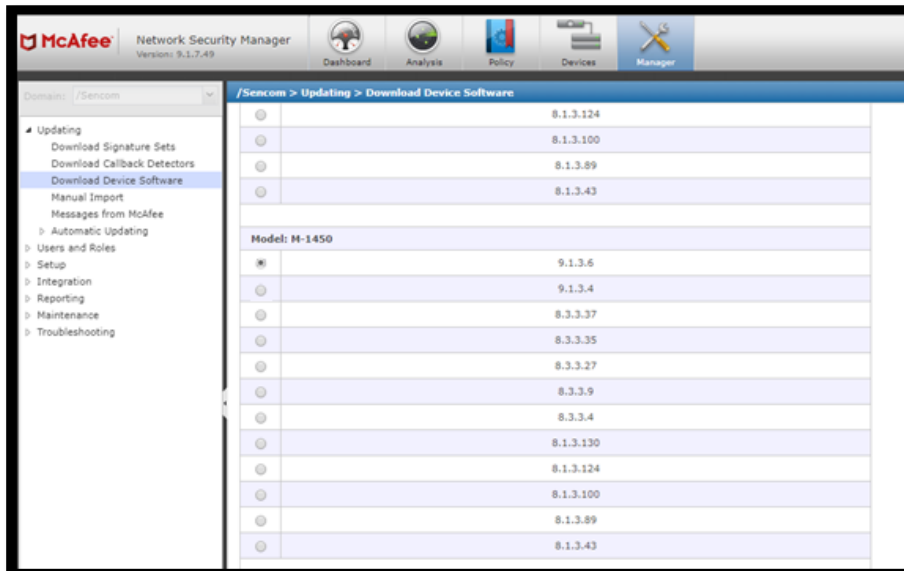 McAfee
Network Security Manager
Version: 9.1.7.49
Dashboard
Analysis
Policy
Devices
Manager
Domain: /Sencom
/Sencom > Updating > Download Device Software
Updating
Download Signature Sets
Download Callback Detectors
Download Device Software
Manual Import
Messages from McAfee
Automatic Updating
Users and Roles
Setup
Integration
Reporting
Maintenance
Troubleshooting
8.1.3.124
8.1.3.100
8.1.3.89
8.1.3.43
Model: M-1450
9.1.3.6
9.1.3.4
8.3.3.37
8.3.3.35
8.3.3.27
8.3.3.9
8.3.3.4
8.1.3.130
8.1.3.124
8.1.3.100
8.1.3.89
8.1.3.43